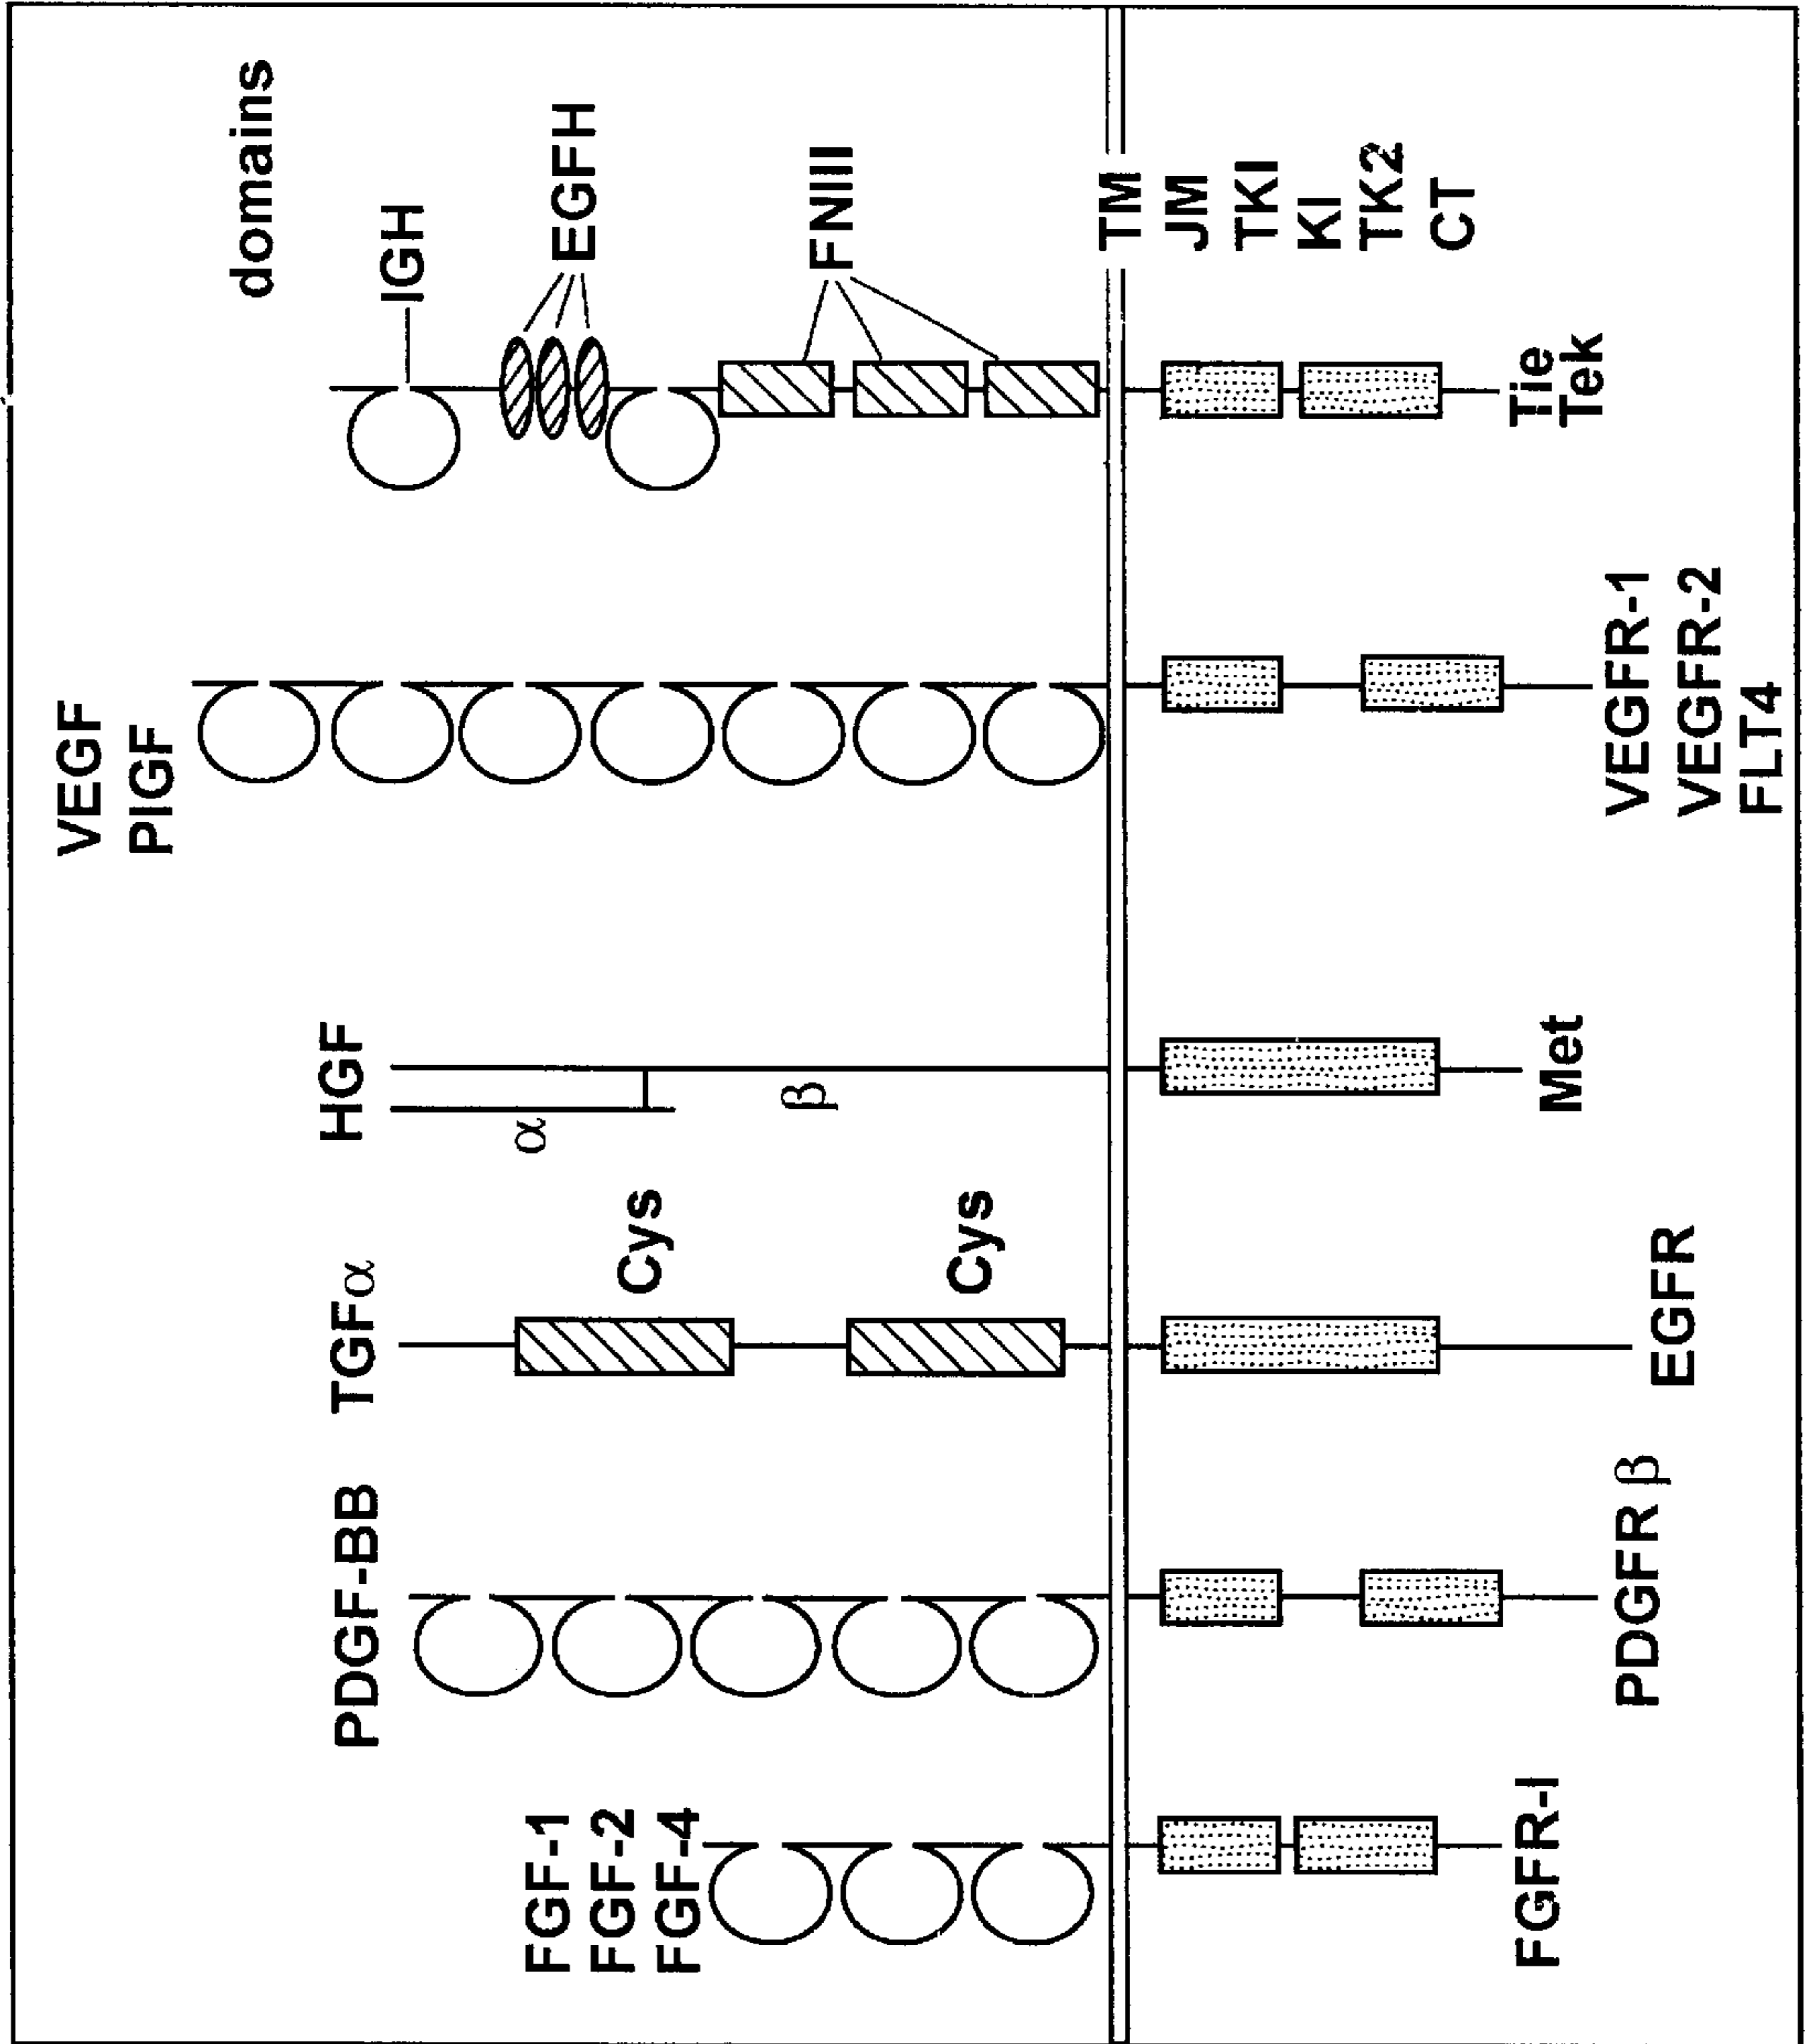 FGF-1
FGF-2
FGF-4
PDGF-BB
TGFα
HGF
VEGF
PIGF
domains
IGH
EGFH
FNIII
Cys
Cys
α
β
TM
JM
TKI
KI
TK2
CT
FGFR-I
PDGFR β
EGFR
Met
VEGFR-1
VEGFR-2
FLT4
Tie
Tek